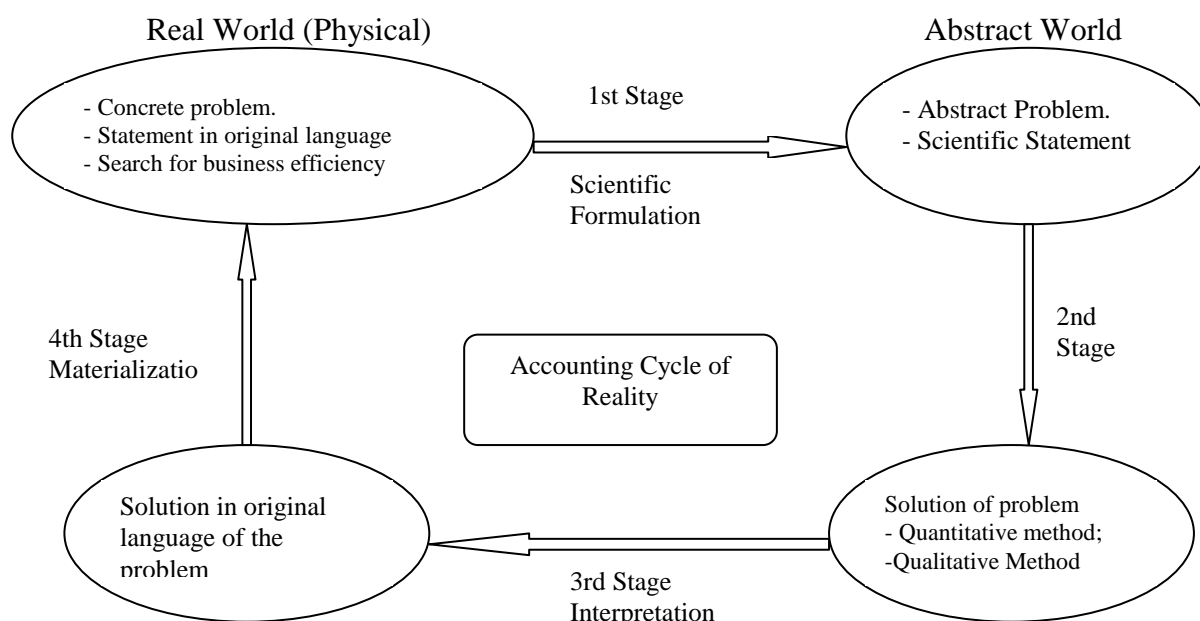 Real World (Physical)
Abstract World
- Concrete problem.
- Statement in original language
- Search for business efficiency
1st Stage
Scientific
Formulation
- Abstract Problem.
- Scientific Statement
4th Stage
Materializatio
Accounting Cycle of
Reality
2nd
Stage
Solution in original
language of the
problem
3rd Stage
Interpretation
Solution of problem
- Quantitative method;
-Qualitative Method